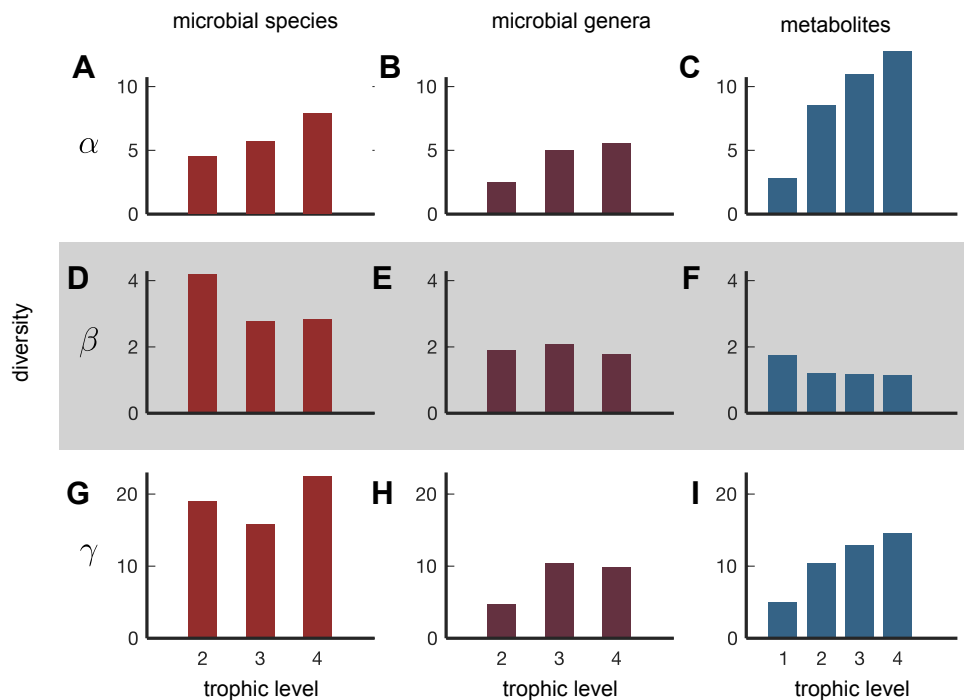 microbial species
microbial genera
metabolites
A
B
C
10
5
0
10
5
0
10
5
0
α
D
E
F
4
2
0
4
2
0
4
2
0
β
diversity
G
H
I
20
10
0
20
10
0
20
10
0
γ
2 3 4
2 3 4
1 2 3 4
trophic level
trophic level
trophic level